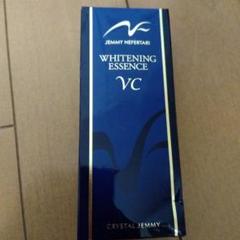 JEMMY NEFERTARI
WHITENING
ESSENCE
VC
CRYSTAL JEMMY